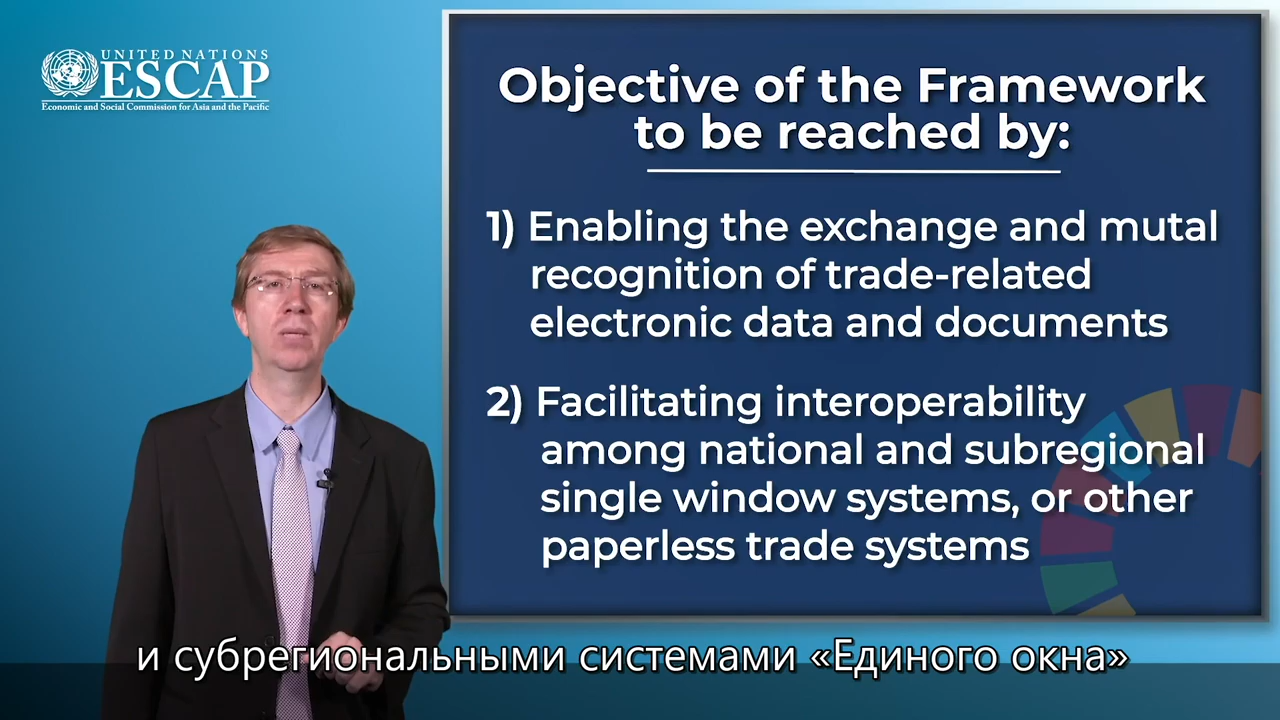 UNITED NATIONS
ESCAP
Economic and Social Commission for Asia and the Pacific
Objective of the Framework
to be reached by:
1) Enabling the exchange and mutal
recognition of trade-related
electronic data and documents
2) Facilitating interoperability
among national and subregional
single window systems, or other
paperless trade systems
и субрегиональными системами «Единого окна»